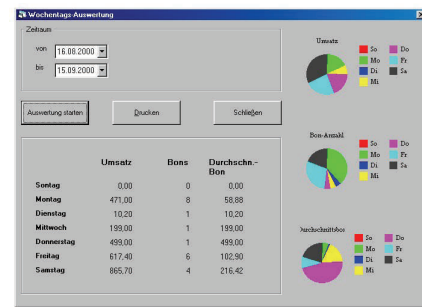 Wochentags-Auswertung
Zeitraum
von 16.08.2000
bis 15.09.2000
Auswertung starten Drucken Schließen
Umsatz Bons Durchschn.-
Bon
Sontag 0,00 0 0,00
Montag 471,00 8 58,88
Dienstag 10,20 1 10,20
Mittwoch 199,00 1 199,00
Donnerstag 499,00 1 499,00
Freitag 617,40 6 102,90
Samstag 865,70 4 216,42
Umsatz
So Do
Mo Fr
Di Sa
Mi
Bon-Anzahl
So Do
Mo Fr
Di Sa
Mi
Durchschnittsbon
So Do
Mo Fr
Di Sa
Mi